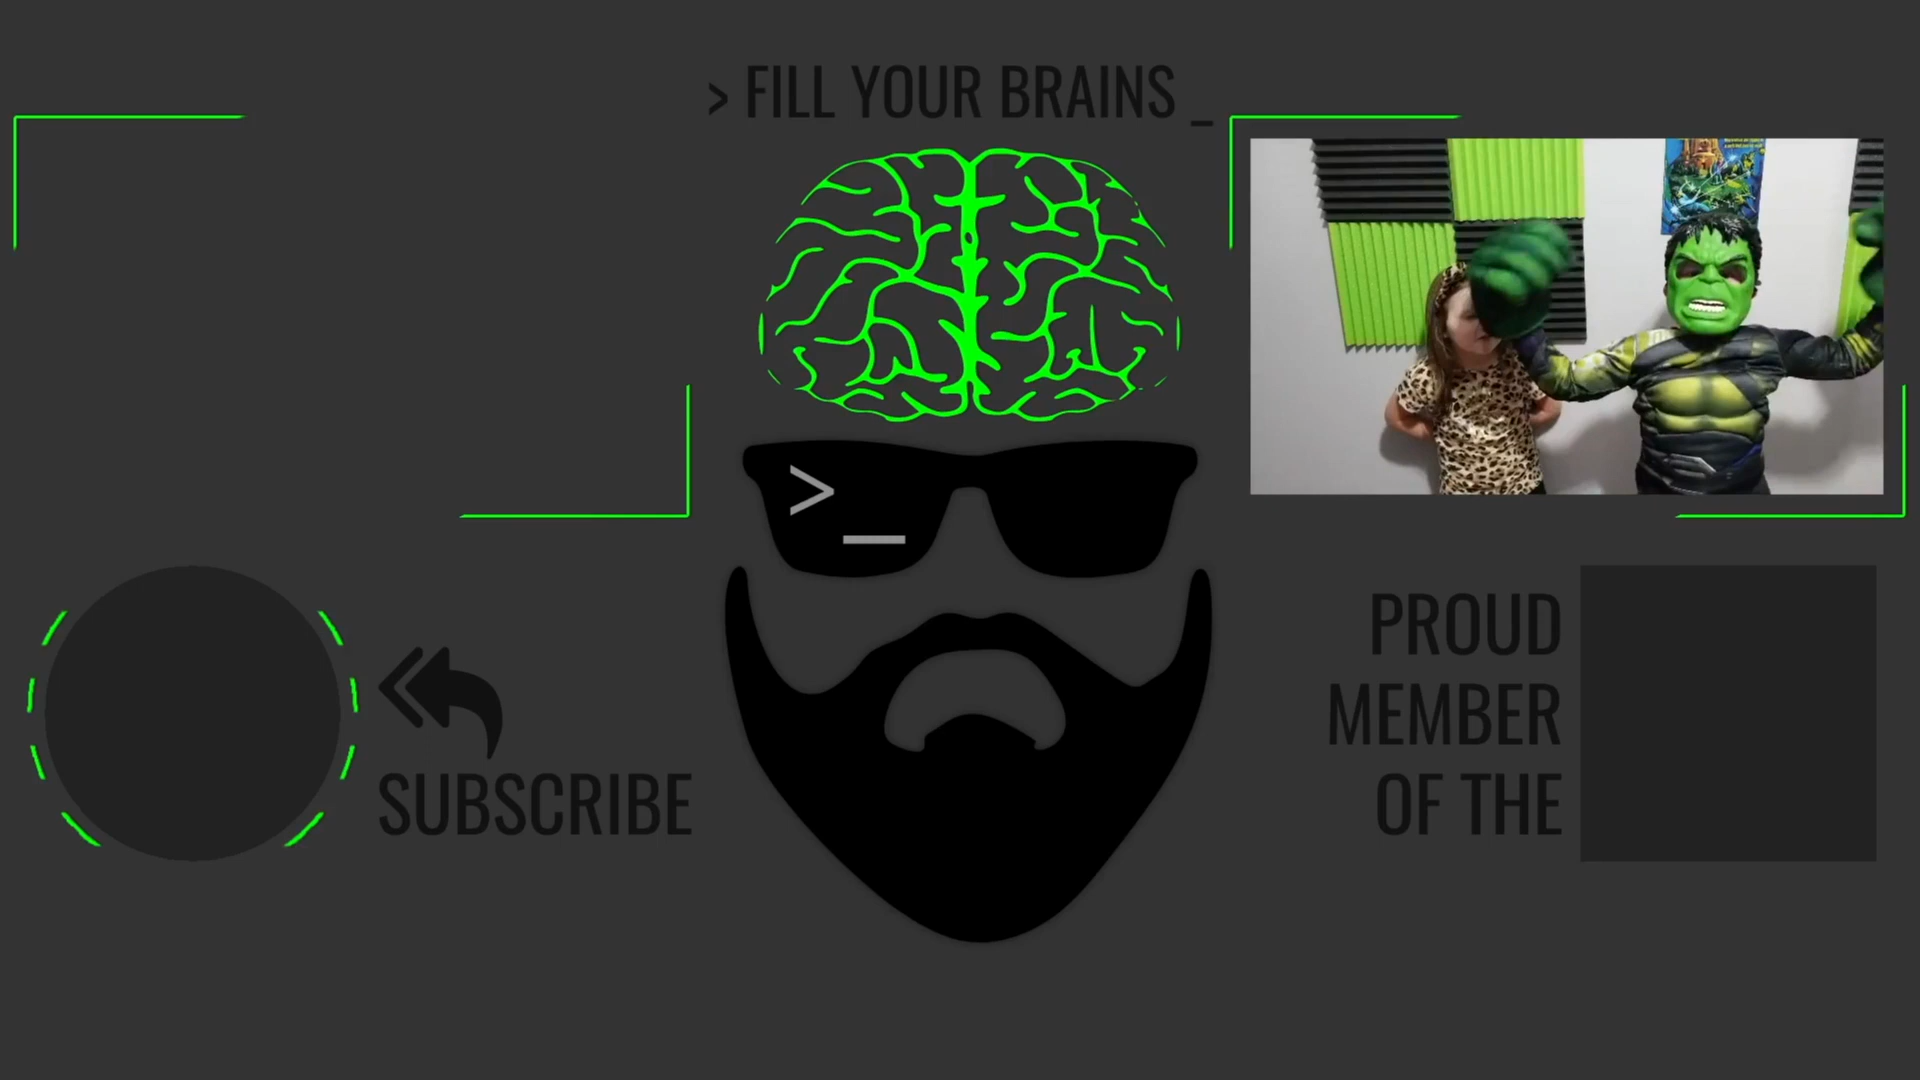 > FILL YOUR BRAINS _
>_
SUBSCRIBE
PROUD
MEMBER
OF THE